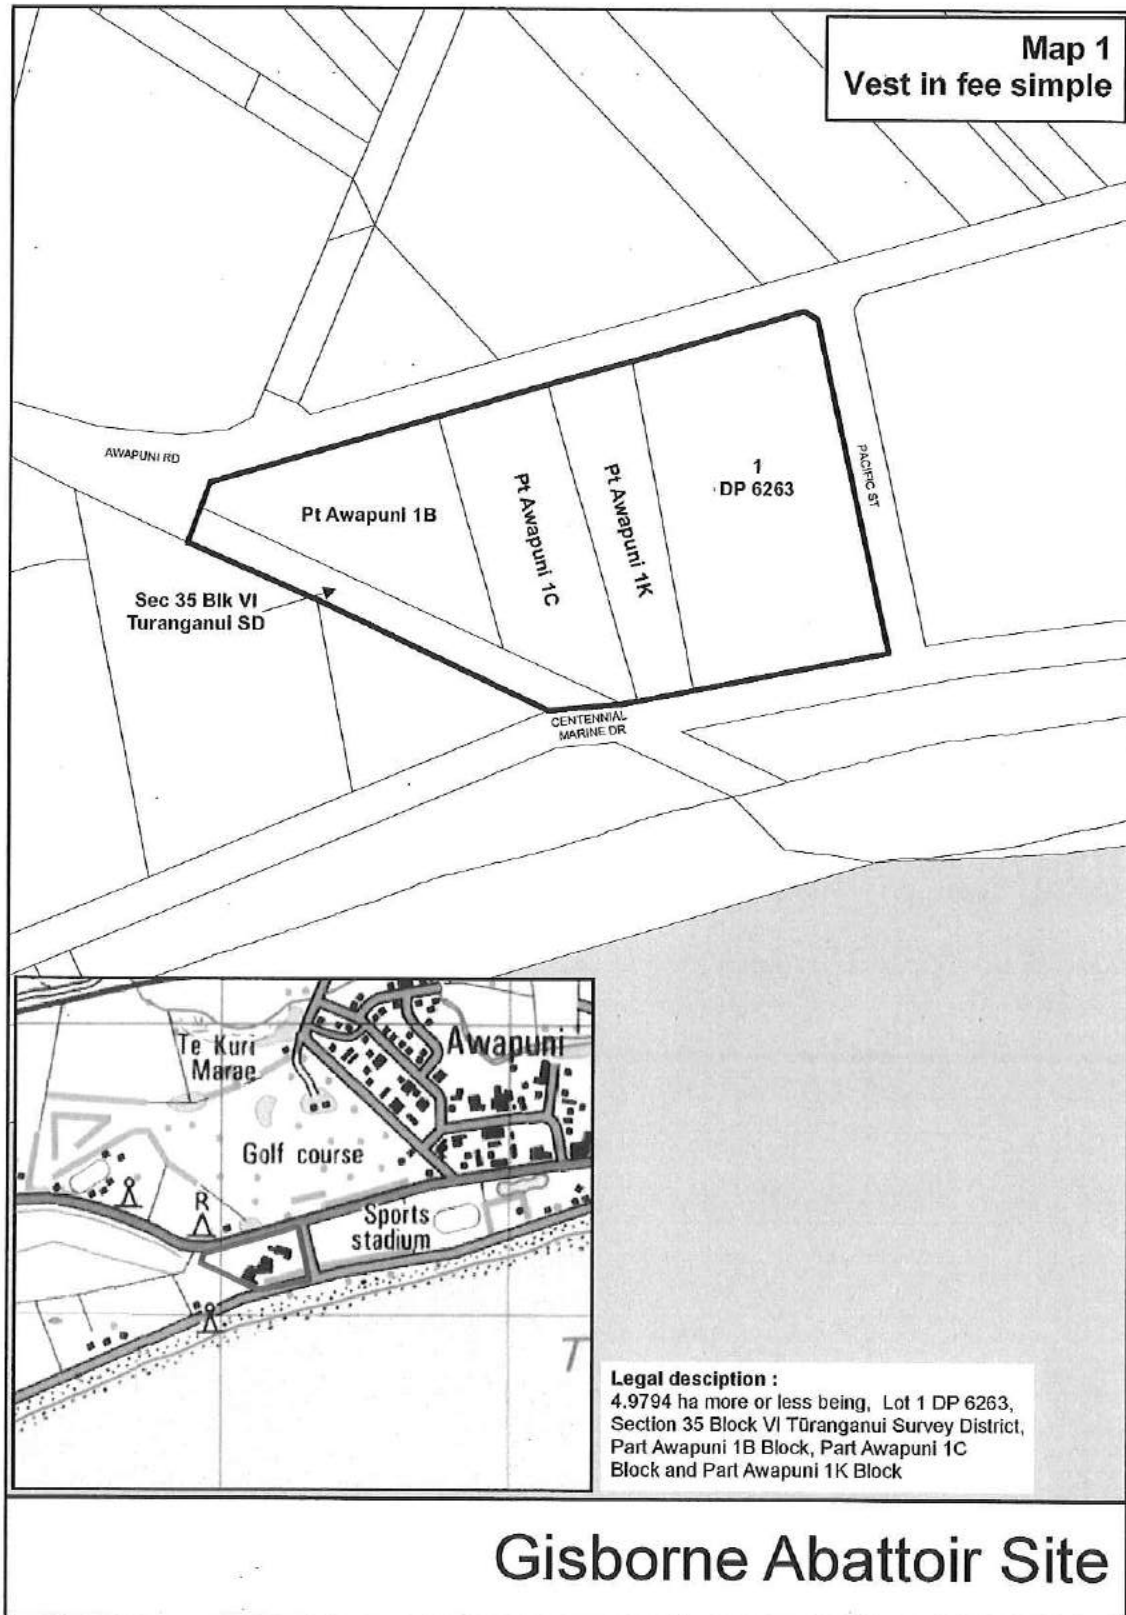 Map 1
Vest in fee simple
AWAPUNI RD
Pt Awapuni 1B
Pt Awapuni 1C
Pt Awapuni 1K
1
DP 6263
PACIFIC ST
Sec 35 Blk VI
Turanganui SD
CENTENNIAL
MARINE DR
Te Kuri
Marae
Awapuni
Golf course
R
Sports
stadium
T
Legal desciption :
4.9794 ha more or less being, Lot 1 DP 6263,
Section 35 Block VI Tūranganui Survey District,
Part Awapuni 1B Block, Part Awapuni 1C
Block and Part Awapuni 1K Block
Gisborne Abattoir Site